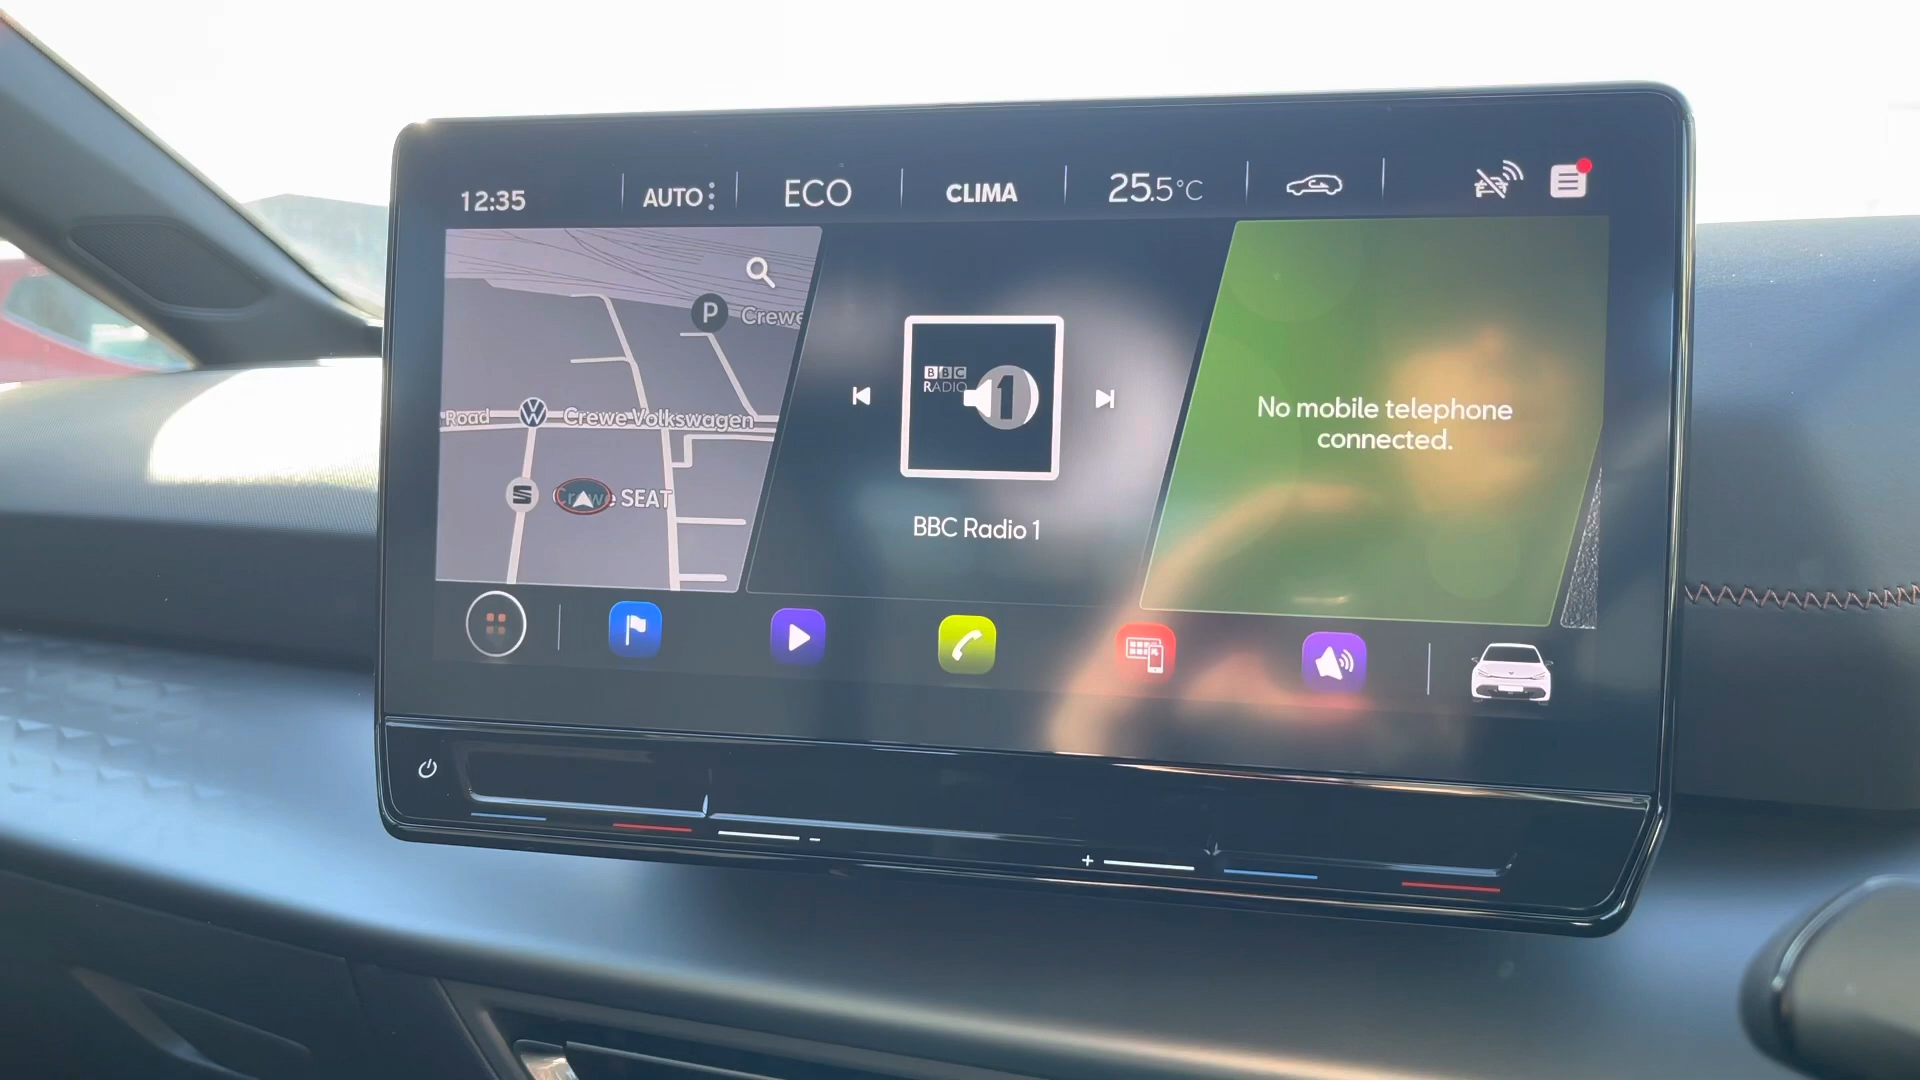 12:35
AUTO
ECO
CLIMA
25.5°C
P
Crewe
Road
Crewe Volkswagen
Crewe SEAT
BBC
RADIO
1
BBC Radio 1
No mobile telephone
connected.
-
+